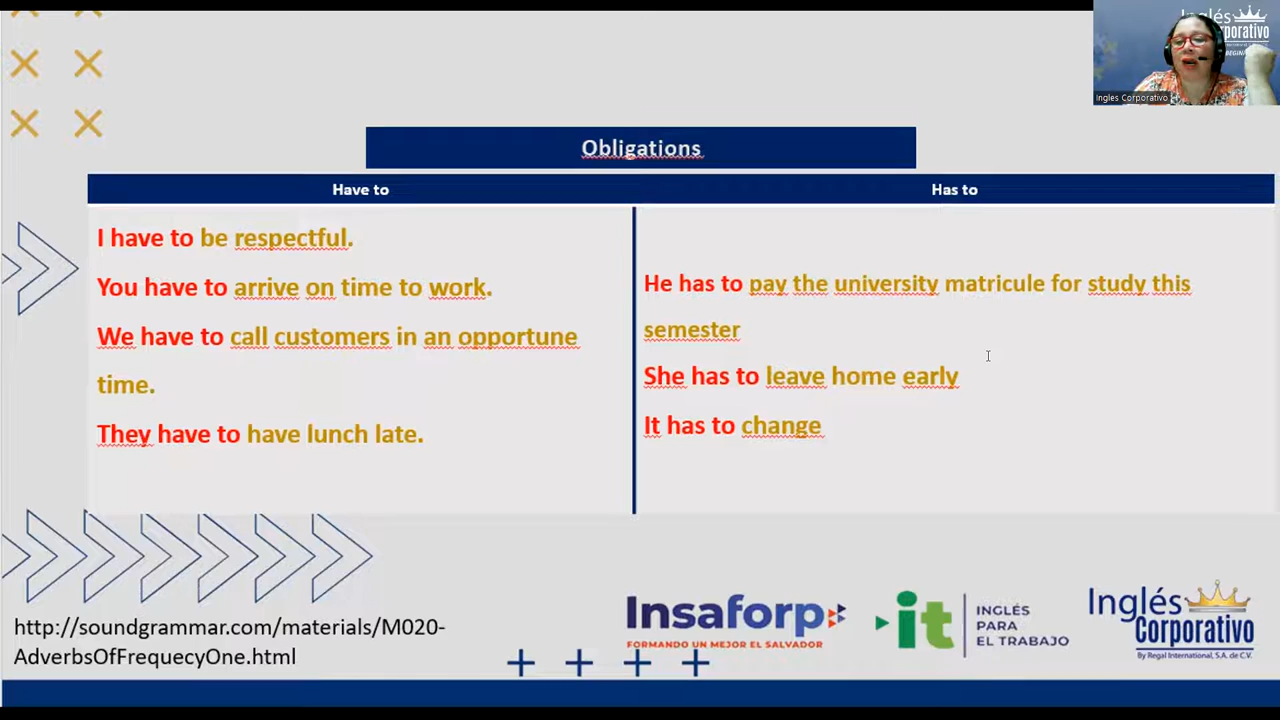 Inglés
Corporativo
Ingles Corporativo
Obligations
Have to
Has to
I have to be respectful.
You have to arrive on time to work.
We have to call customers in an opportune
time.
They have to have lunch late.
He has to pay the university matricule for study this
semester
She has to leave home early
It has to change
http://soundgrammar.com/materials/M020-
AdverbsOfFrequecyOne.html
Insaforp
FORMANDO UN MEJOR EL SALVADOR
it
INGLÉS
PARA
EL TRABAJO
Inglés
Corporativo
By Regal International, S.A. de C.V.